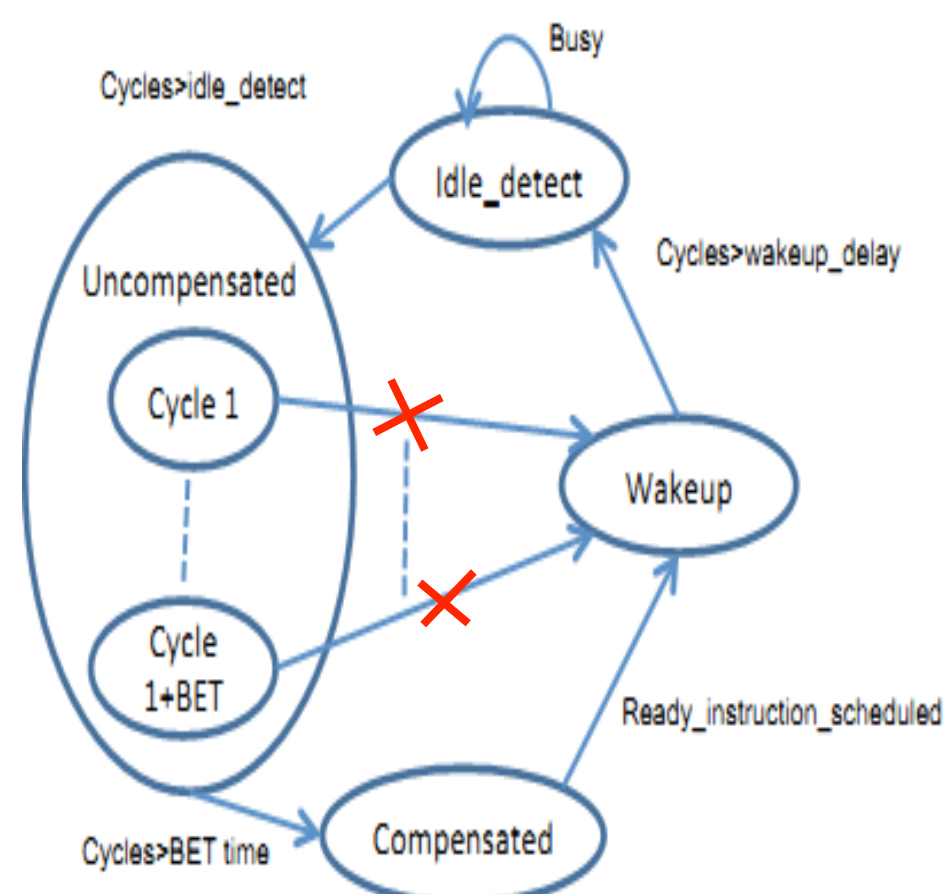 Busy
Cycles>idle_detect
Idle_detect
Cycles>wakeup_delay
Uncompensated
Cycle 1
Wakeup
Cycle
1+BET
Ready_instruction_scheduled
Compensated
Cycles>BET time